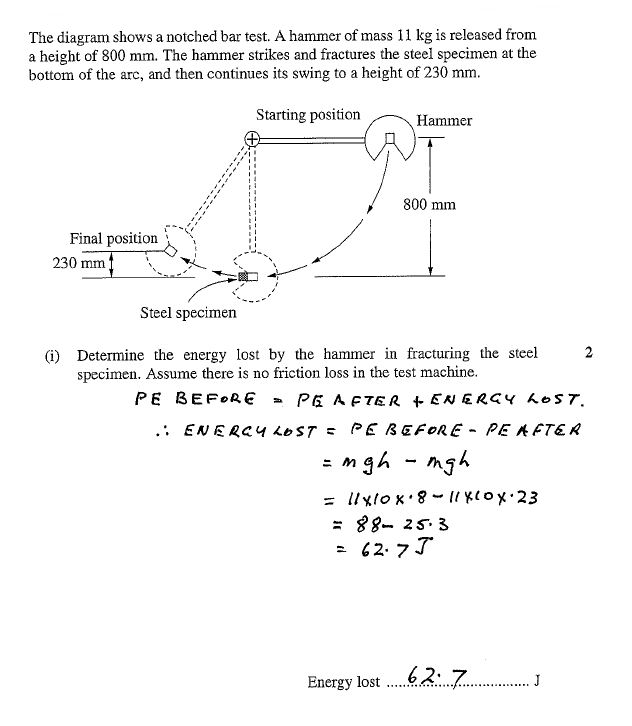 The diagram shows a notched bar test. A hammer of mass 11 kg is released from
a height of 800 mm. The hammer strikes and fractures the steel specimen at the
bottom of the arc, and then continues its swing to a height of 230 mm.
Starting position
Hammer
800 mm
Final position
230 mm
Steel specimen
(i) Determine the energy lost by the hammer in fracturing the steel 2
specimen. Assume there is no friction loss in the test machine.
PE BEFORE = PE AFTER + ENERGY LOST.
∴ ENERGY LOST = PE BEFORE - PE AFTER
= mgh - mgh
= 11x10x·8 - 11x10x·23
= 88 - 25·3
= 62·7 J
Energy lost ....62·7.................. J